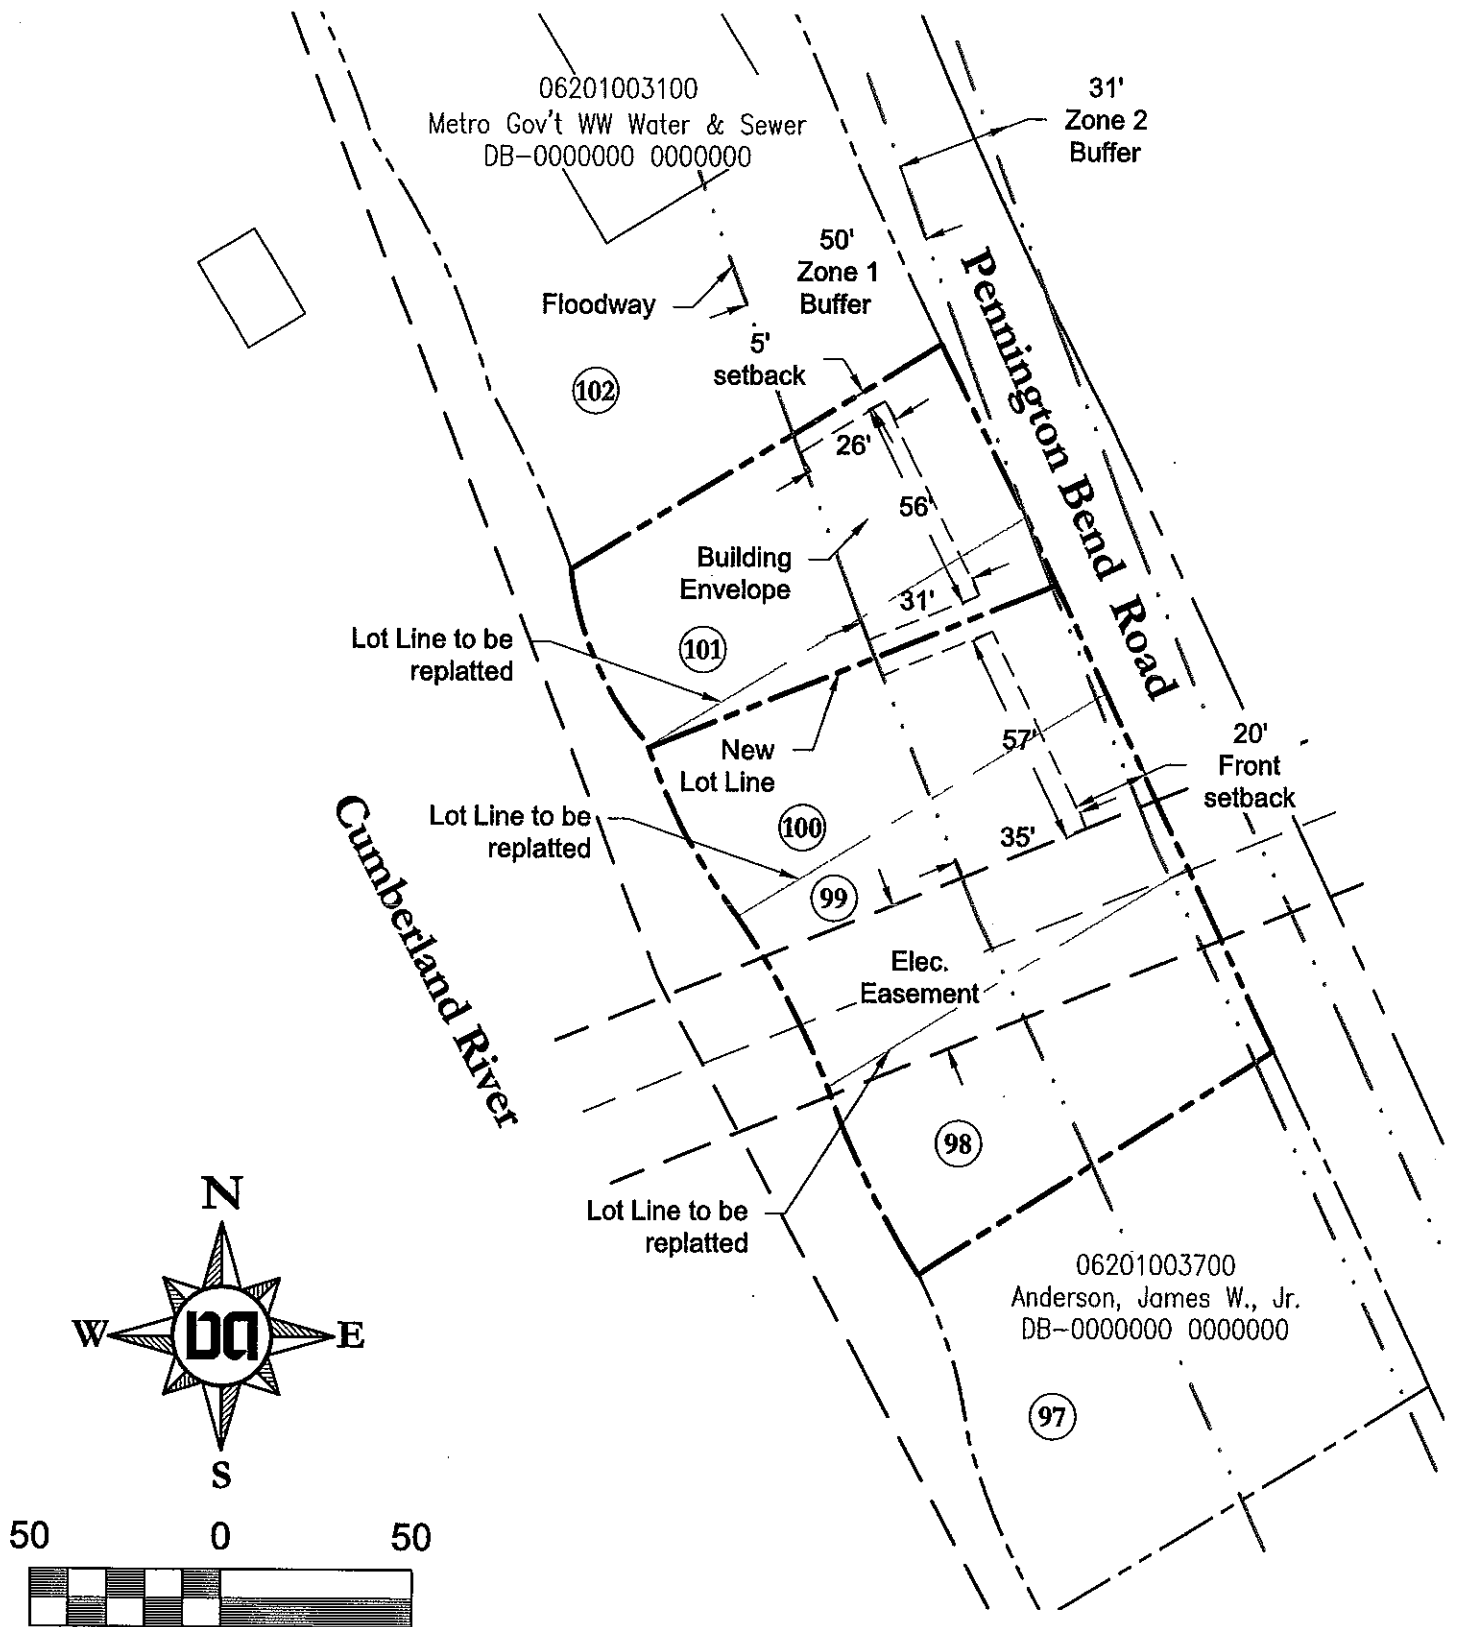 06201003100
Metro Gov't WW Water & Sewer
DB-0000000 0000000
31'
Zone 2
Buffer
50'
Zone 1
Buffer
Floodway
5'
setback
Pennington Bend Road
102
26'
56'
Building
Envelope
31'
Lot Line to be
replatted
101
New
Lot Line
57'
20'
Front
setback
Lot Line to be
replatted
100
35'
99
Cumberland River
Elec.
Easement
98
Lot Line to be
replatted
06201003700
Anderson, James W., Jr.
DB-0000000 0000000
97
N
W
E
S
50 0 50